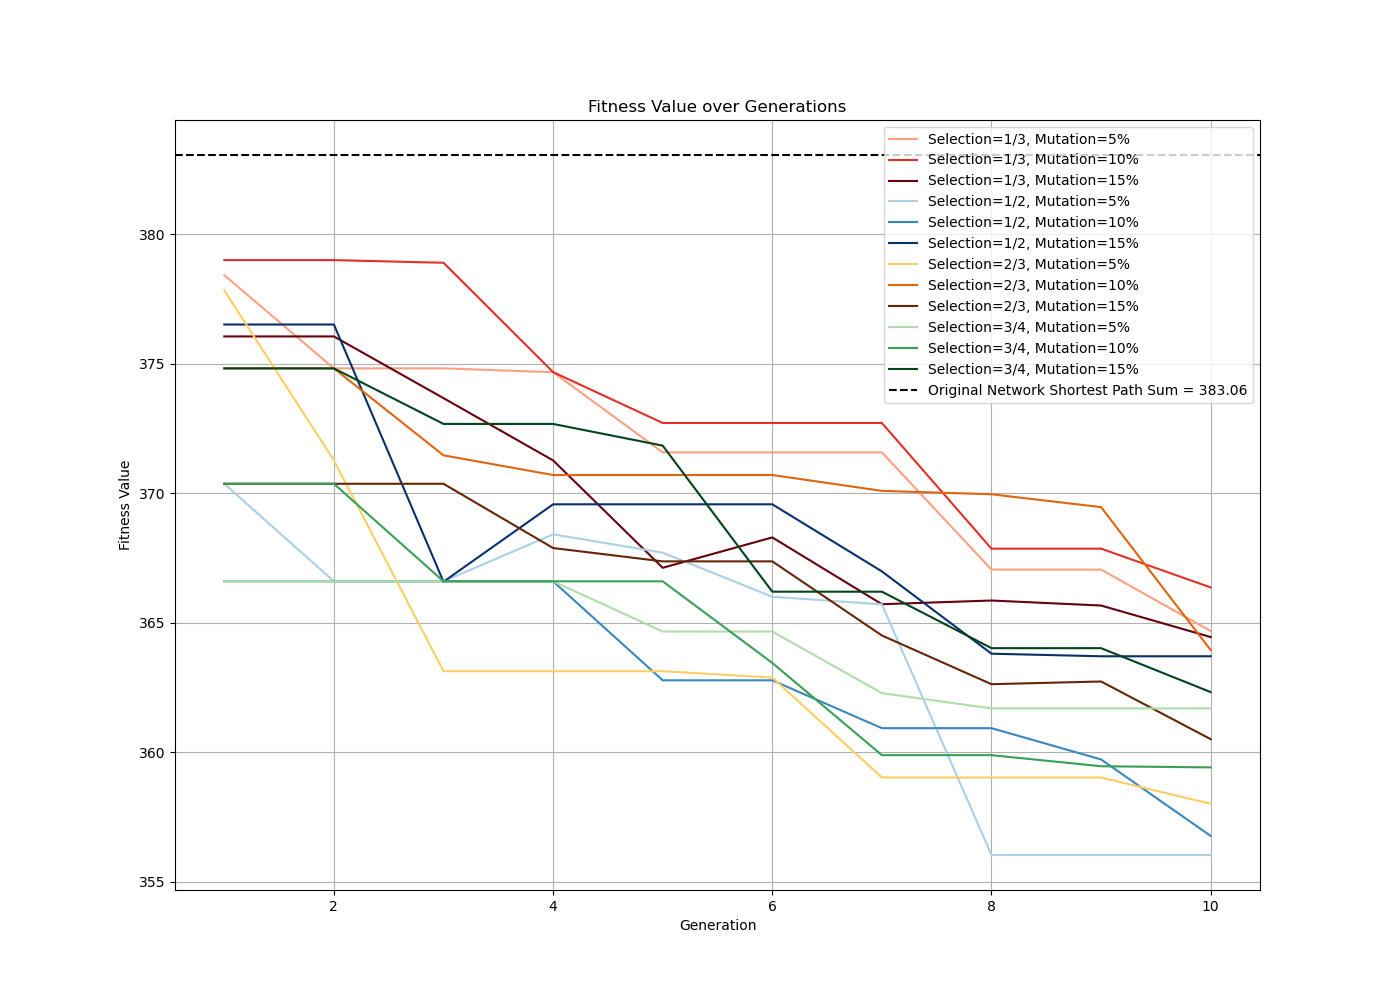 Fitness Value over Generations
Selection=1/3, Mutation=5%
Selection=1/3, Mutation=10%
Selection=1/3, Mutation=15%
Selection=1/2, Mutation=5%
Selection=1/2, Mutation=10%
Selection=1/2, Mutation=15%
Selection=2/3, Mutation=5%
Selection=2/3, Mutation=10%
Selection=2/3, Mutation=15%
Selection=3/4, Mutation=5%
Selection=3/4, Mutation=10%
Selection=3/4, Mutation=15%
Original Network Shortest Path Sum = 383.06
Fitness Value
380
375
370
365
360
355
2 4 6 8 10
Generation